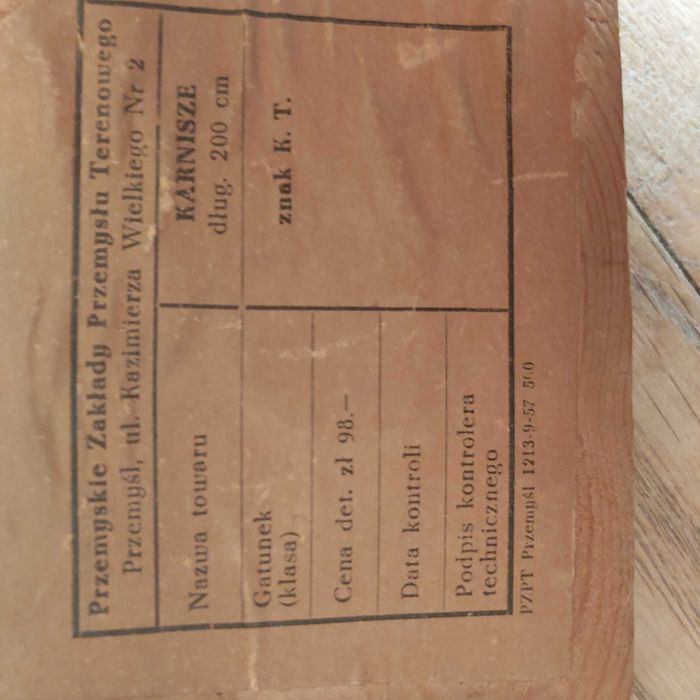 Przemyskie Zakłady Przemysłu Terenowego
Przemyśl, ul. Kazimierza Wielkiego Nr 2
Nazwa towaru
KARNISZE
dług. 200 cm
Gatunek
(klasa)
znak K. T.
Cena det. zł 98.—
Data kontroli
Podpis kontrolera
technicznego
PZPT Przemyśl 1213-9-57